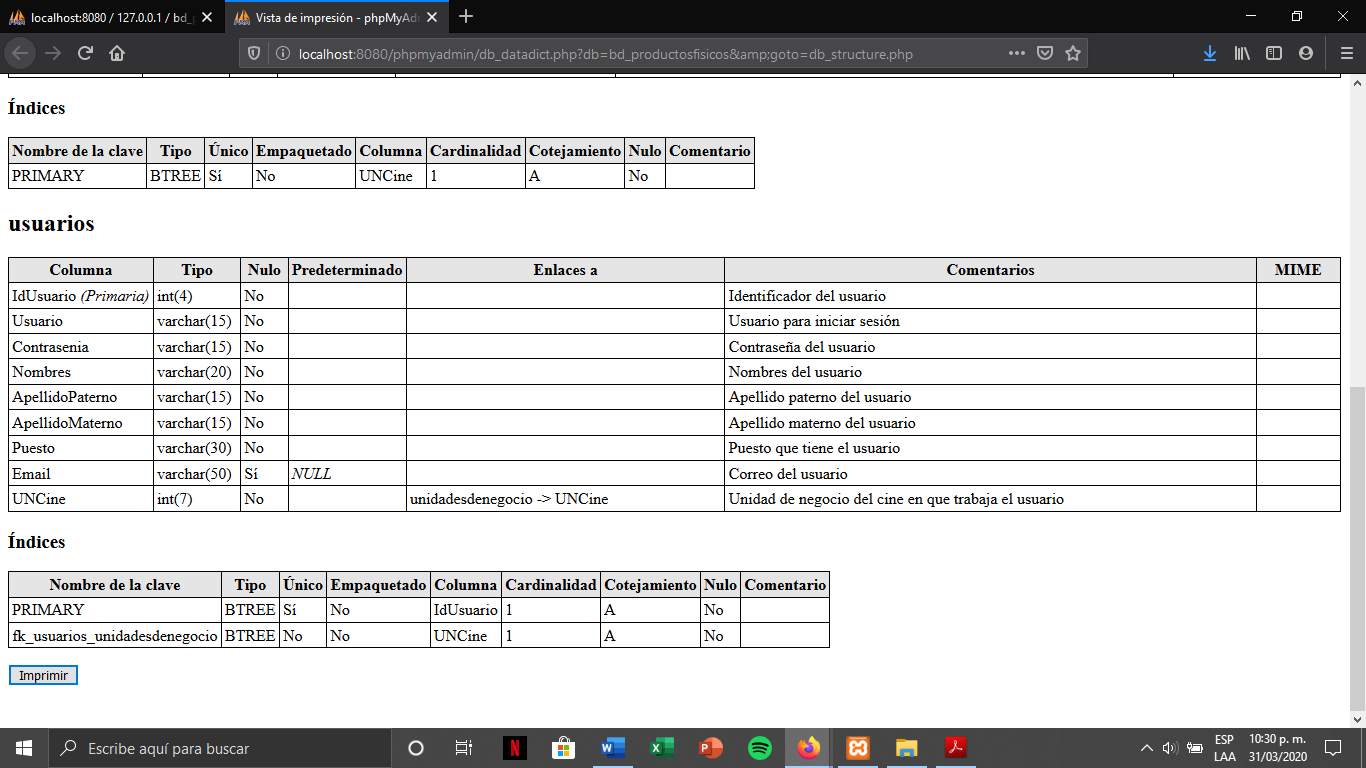 localhost:8080 / 127.0.0.1 / bd_p
Vista de impresión - phpMyAdm
localhost:8080/phpmyadmin/db_datadict.php?db=bd_productosfisicos&amp;goto=db_structure.php
Índices
Nombre de la clave Tipo Único Empaquetado Columna Cardinalidad Cotejamiento Nulo Comentario
PRIMARY BTREE Sí No UNCine 1 A No
usuarios
Columna Tipo Nulo Predeterminado Enlaces a Comentarios MIME
IdUsuario (Primaria) int(4) No Identificador del usuario
Usuario varchar(15) No Usuario para iniciar sesión
Contrasenia varchar(15) No Contraseña del usuario
Nombres varchar(20) No Nombres del usuario
ApellidoPaterno varchar(15) No Apellido paterno del usuario
ApellidoMaterno varchar(15) No Apellido materno del usuario
Puesto varchar(30) No Puesto que tiene el usuario
Email varchar(50) Sí NULL Correo del usuario
UNCine int(7) No unidadesdenegocio -> UNCine Unidad de negocio del cine en que trabaja el usuario
Índices
Nombre de la clave Tipo Único Empaquetado Columna Cardinalidad Cotejamiento Nulo Comentario
PRIMARY BTREE Sí No IdUsuario 1 A No
fk_usuarios_unidadesdenegocio BTREE No No UNCine 1 A No
Imprimir
Escribe aquí para buscar
ESP 10:30 p. m.
LAA 31/03/2020